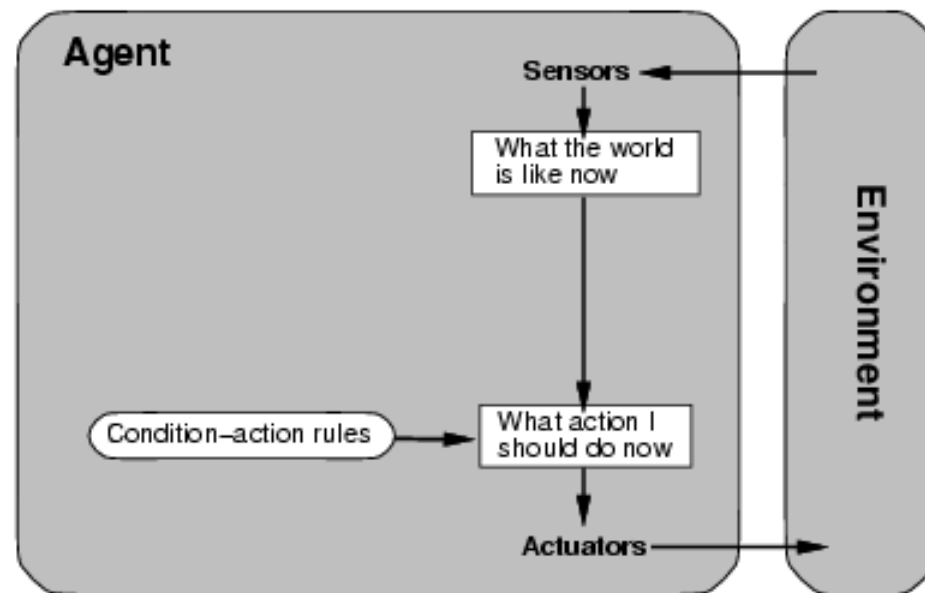 Agent
Sensors
What the world
is like now
Environment
Condition–action rules
What action I
should do now
Actuators